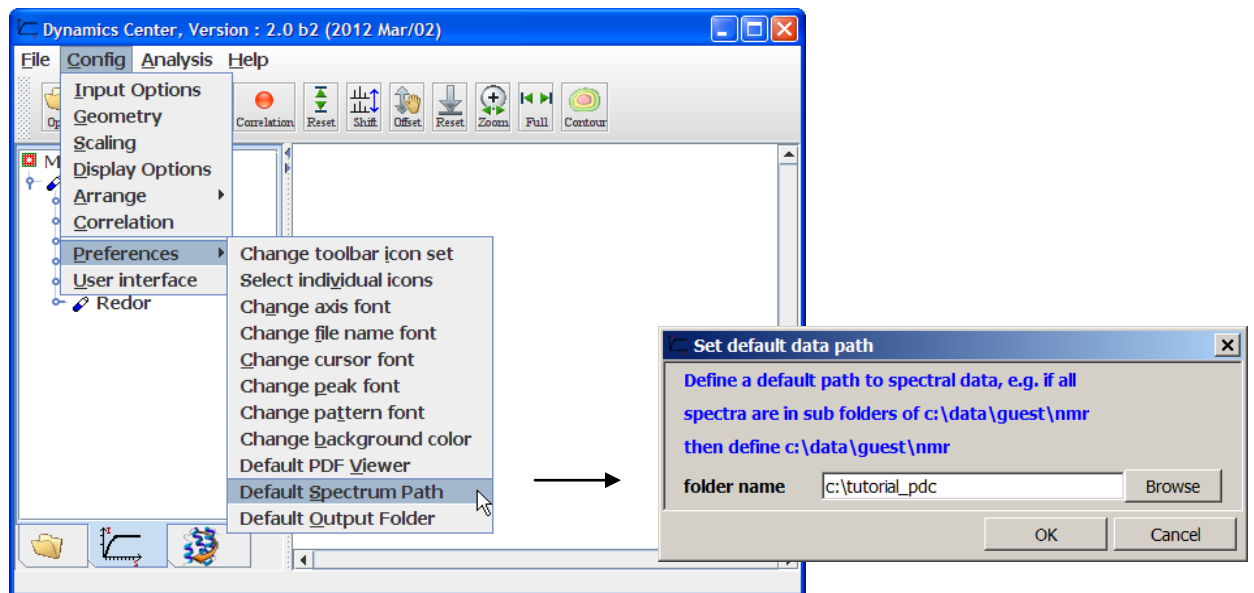 Dynamics Center, Version : 2.0 b2 (2012 Mar/02)
File Config Analysis Help
Input Options
Geometry
Scaling
Display Options
Arrange
Correlation
Preferences
User interface
Op
Correlation
Reset
Shift
Offset
Reset
Zoom
Full
Contour
M
Redor
Change toolbar icon set
Select individual icons
Change axis font
Change file name font
Change cursor font
Change peak font
Change pattern font
Change background color
Default PDF Viewer
Default Spectrum Path
Default Output Folder
Set default data path
Define a default path to spectral data, e.g. if all
spectra are in sub folders of c:\data\guest\nmr
then define c:\data\guest\nmr
folder name c:\tutorial_pdc Browse
OK Cancel